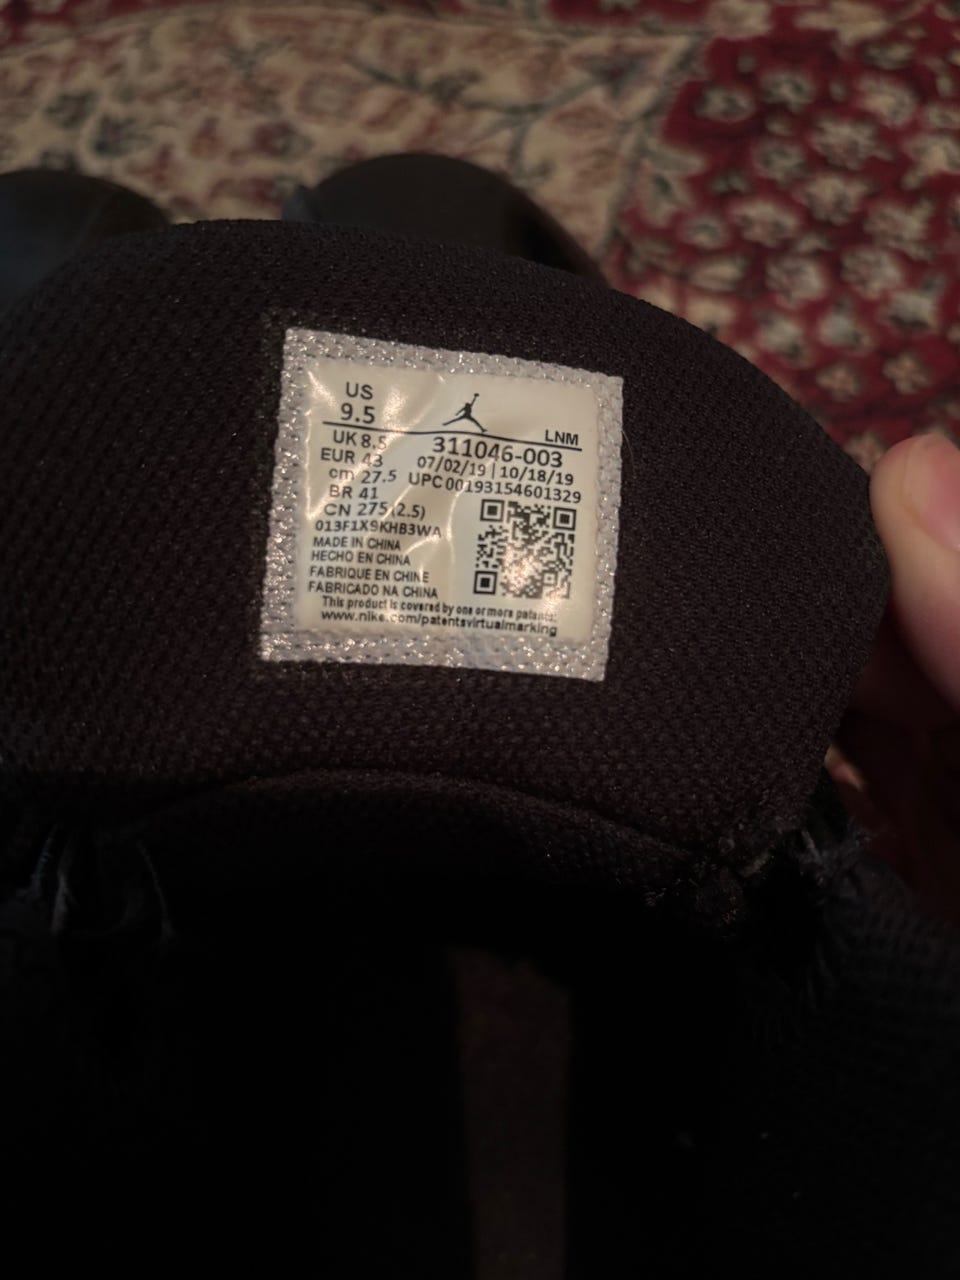 US
9.5
LNM
UK 8.5
311046-003
EUR 43
07/02/19 | 10/18/19
cm 27.5
UPC 00193154601329
BR 41
CN 275(2.5)
013F1X9KHB3WA
MADE IN CHINA
HECHO EN CHINA
FABRIQUE EN CHINE
FABRICADO NA CHINA
This product is covered by one or more patents:
www.nike.com/patentsvirtualmarking